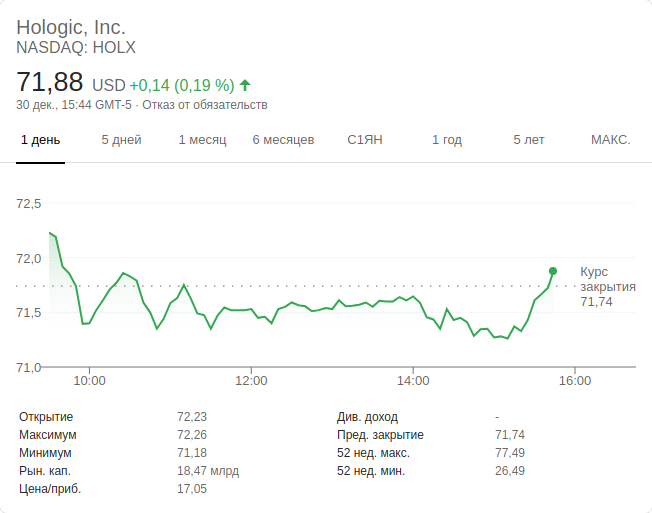 Hologic, Inc.
NASDAQ: HOLX
71,88 USD +0,14 (0,19 %)
30 дек., 15:44 GMT-5 · Отказ от обязательств
1 день 5 дней 1 месяц 6 месяцев С1ЯН 1 год 5 лет МАКС.
72,5
72,0
Курс
закрытия
71,74
71,5
71,0
10:00 12:00 14:00 16:00
Открытие 72,23 Див. доход -
Максимум 72,26 Пред. закрытие 71,74
Минимум 71,18 52 нед. макс. 77,49
Рын. кап. 18,47 млрд 52 нед. мин. 26,49
Цена/приб. 17,05